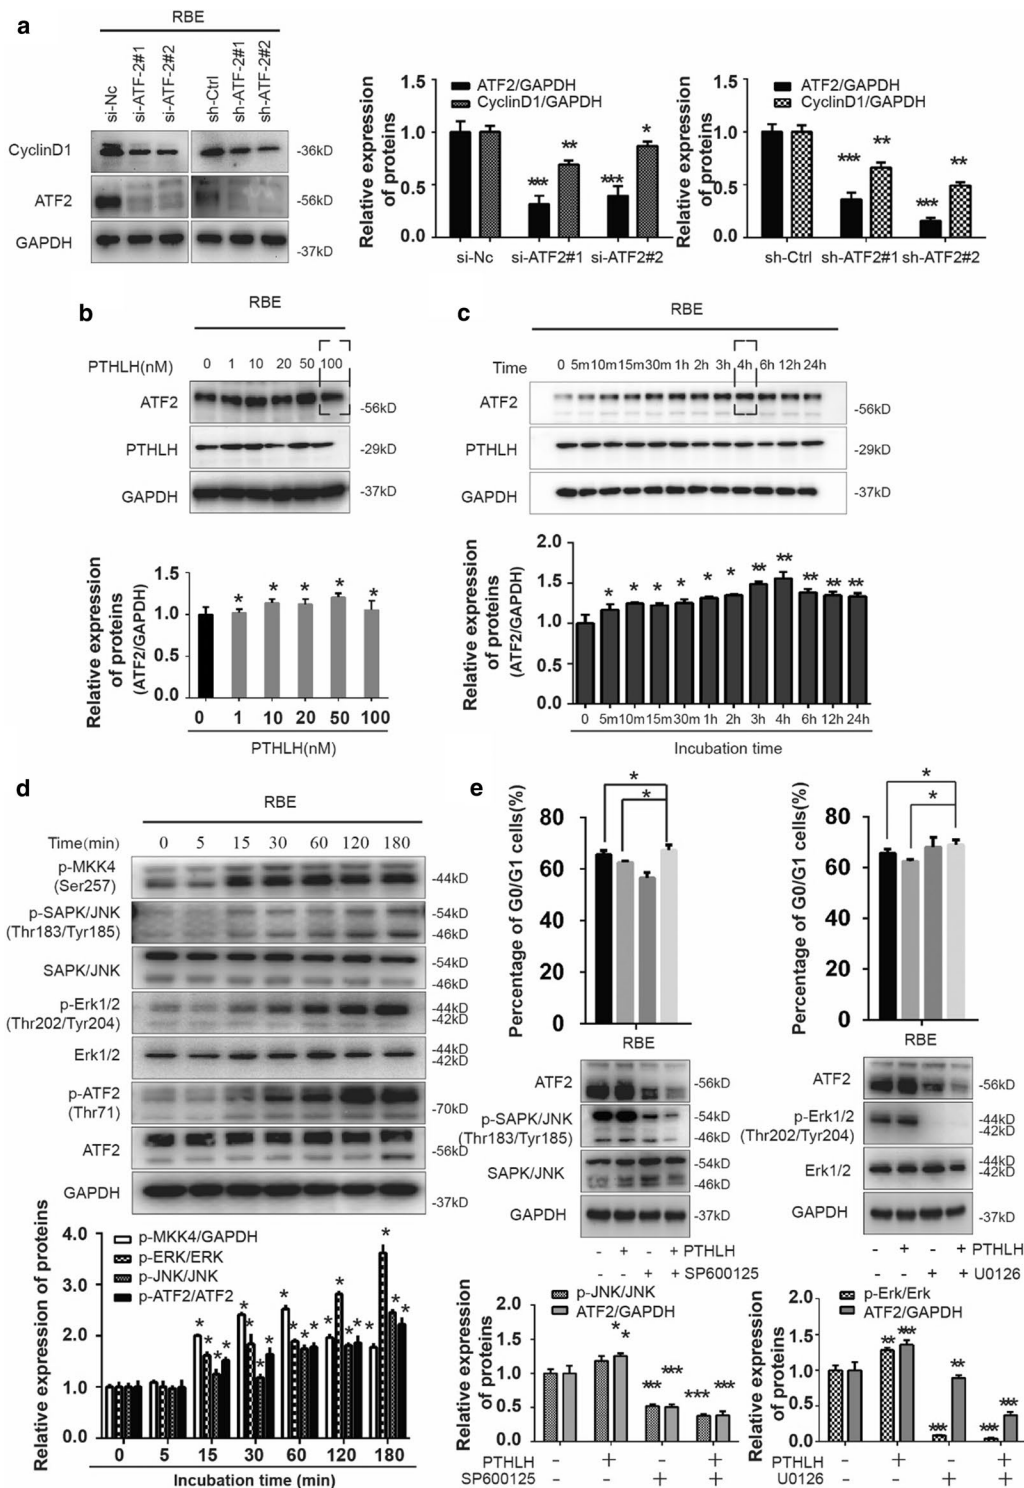 a
RBE
si-Nc
si-ATF-2#1
si-ATF-2#2
sh-Ctrl
sh-ATF-2#1
sh-ATF-2#2
CyclinD1
-36kD
ATF2
-56kD
GAPDH
-37kD
Relative expression
of proteins
1.5
1.0
0.5
0.0
ATF2/GAPDH
CyclinD1/GAPDH
*** ** *** *
si-Nc si-ATF2#1 si-ATF2#2
Relative expression
of proteins
1.5
1.0
0.5
0.0
ATF2/GAPDH
CyclinD1/GAPDH
*** ** *** **
sh-Ctrl sh-ATF2#1 sh-ATF2#2
b
RBE
PTHLH(nM) 0 1 10 20 50 100
ATF2
-56kD
PTHLH
-29kD
GAPDH
-37kD
Relative expression
of proteins
(ATF2/GAPDH)
1.5
1.0
0.5
0.0
* * * * *
0 1 10 20 50 100
PTHLH(nM)
c
RBE
Time 0 5m 10m 15m 30m 1h 2h 3h 4h 6h 12h 24h
ATF2
-56kD
PTHLH
-29kD
GAPDH
-37kD
Relative expression
of proteins
(ATF2/GAPDH)
2.0
1.5
1.0
0.5
0.0
* * * * * * ** ** ** ** **
0 5m 10m 15m 30m 1h 2h 3h 4h 6h 12h 24h
Incubation time
d
RBE
Time(min) 0 5 15 30 60 120 180
p-MKK4
(Ser257)
-44kD
p-SAPK/JNK
(Thr183/Tyr185)
-54kD
-46kD
SAPK/JNK
-54kD
-46kD
p-Erk1/2
(Thr202/Tyr204)
-44kD
-42kD
Erk1/2
-44kD
-42kD
p-ATF2
(Thr71)
-70kD
ATF2
-56kD
GAPDH
-37kD
Relative expression of proteins
4.0
3.0
2.0
1.0
0.0
p-MKK4/GAPDH
p-ERK/ERK
p-JNK/JNK
p-ATF2/ATF2
* * * * * * * * * * * * * * * * * * * *
0 5 15 30 60 120 180
Incubation time (min)
e
Percentage of G0/G1 cells(%)
80
60
40
20
0
*
*
RBE
ATF2
-56kD
p-SAPK/JNK
(Thr183/Tyr185)
-54kD
-46kD
SAPK/JNK
-54kD
-46kD
GAPDH
-37kD
- + - + PTHLH
- - + + SP600125
Relative expression
of proteins
2.0
1.5
1.0
0.5
0.0
p-JNK/JNK
ATF2/GAPDH
* * *** *** *** ***
PTHLH - + - +
SP600125 - - + +
Percentage of G0/G1 cells(%)
80
60
40
20
0
*
*
RBE
ATF2
-56kD
p-Erk1/2
(Thr202/Tyr204)
-44kD
-42kD
Erk1/2
-44kD
-42kD
GAPDH
-37kD
- + - + PTHLH
- - + + U0126
Relative expression
of proteins
2.0
1.5
1.0
0.5
0.0
p-Erk/Erk
ATF2/GAPDH
** *** *** ** *** ***
PTHLH - + - +
U0126 - - + +